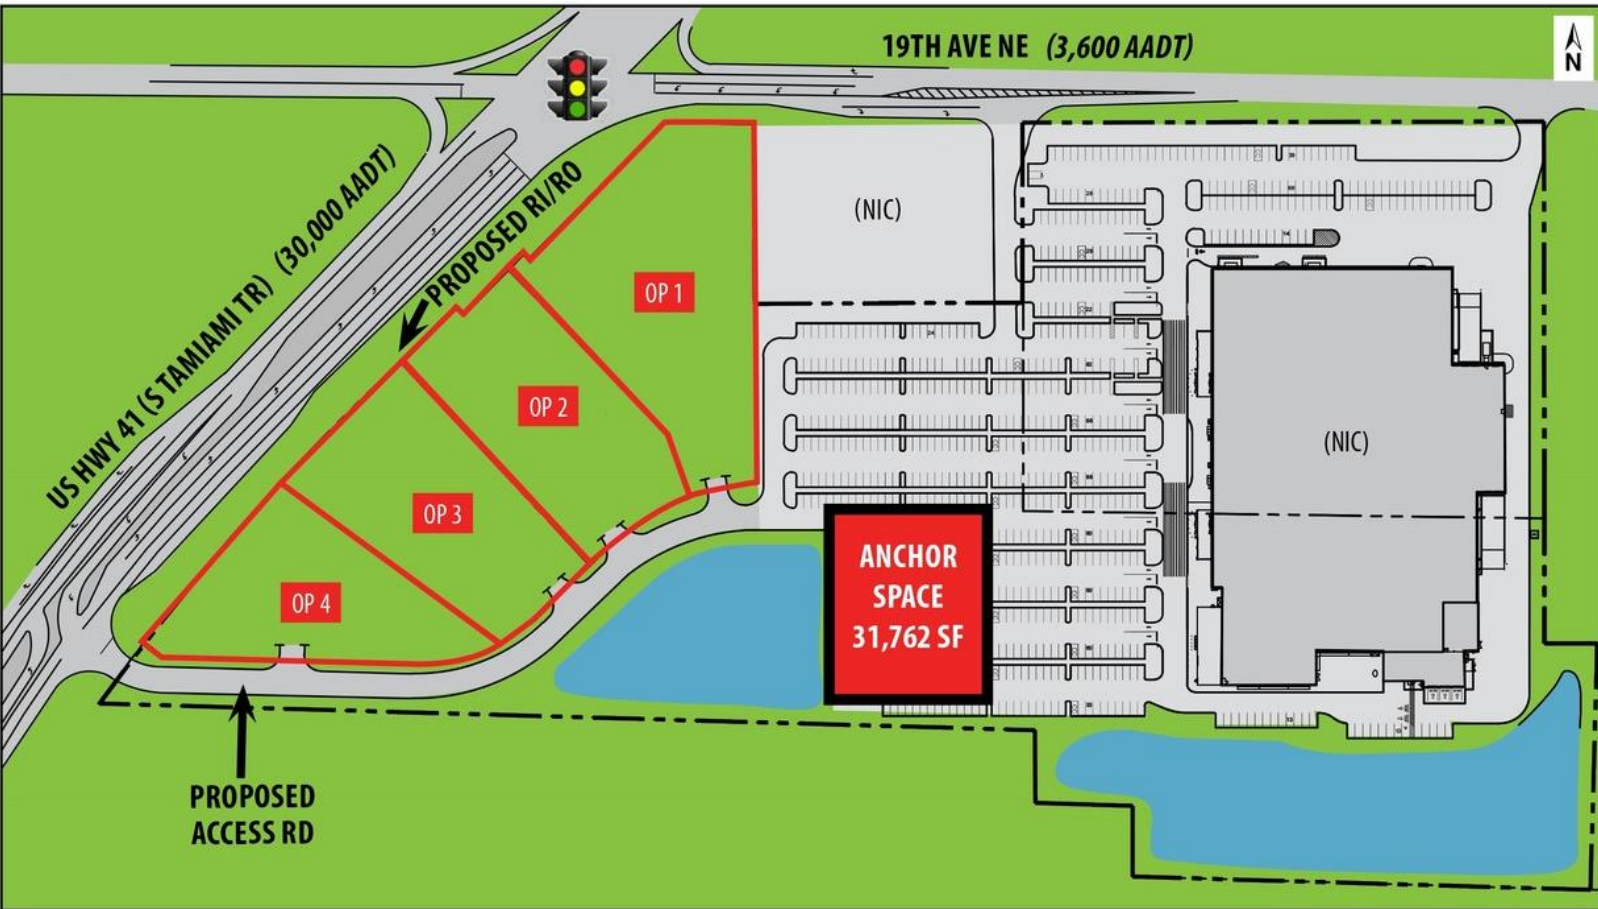 19TH AVE NE (3,600 AADT)
N
US HWY 41 (S TAMIAMI TR) (30,000 AADT)
PROPOSED RI/RO
(NIC)
OP 1
OP 2
OP 3
OP 4
(NIC)
ANCHOR
SPACE
31,762 SF
PROPOSED
ACCESS RD